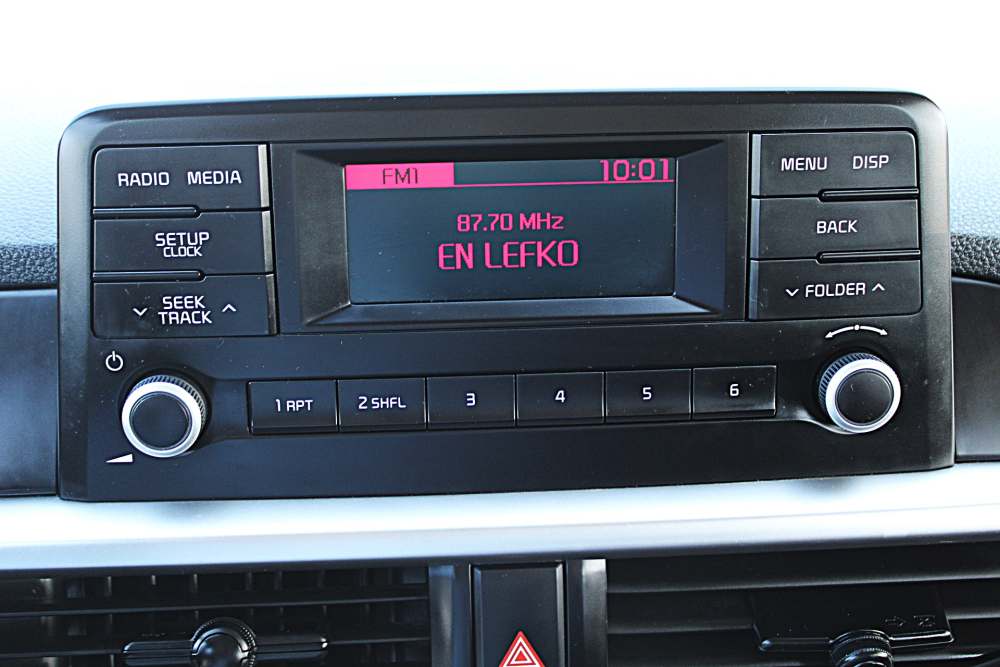 RADIO MEDIA
SETUP
CLOCK
SEEK
TRACK
FM1 10:01
87.70 MHz
EN LEFKO
MENU DISP
BACK
FOLDER
1 RPT 2 SHFL 3 4 5 6